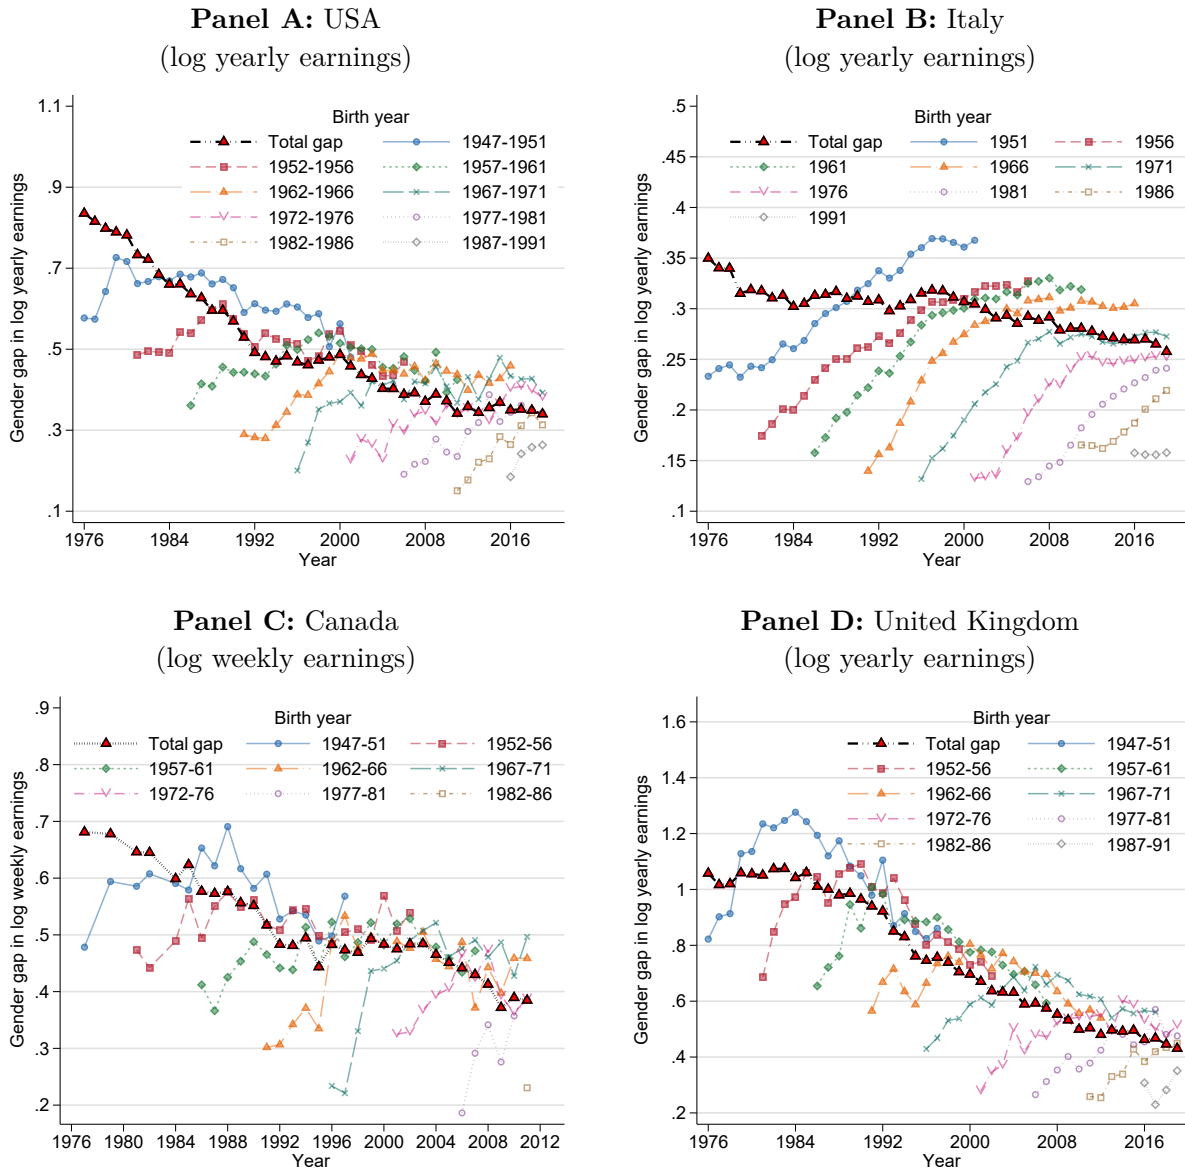 Panel A: USA
(log yearly earnings)
Gender gap in log yearly earnings
1.1
.9
.7
.5
.3
.1
Birth year
Total gap
1947-1951
1952-1956
1957-1961
1962-1966
1967-1971
1972-1976
1977-1981
1982-1986
1987-1991
1976 1984 1992 2000 2008 2016
Year
Panel B: Italy
(log yearly earnings)
Gender gap in log yearly earnings
.5
.45
.4
.35
.3
.25
.2
.15
.1
Birth year
Total gap
1951
1956
1961
1966
1971
1976
1981
1986
1991
1976 1984 1992 2000 2008 2016
Year
Panel C: Canada
(log weekly earnings)
Gender gap in log weekly earnings
.9
.8
.7
.6
.5
.4
.3
.2
Birth year
Total gap
1947-51
1952-56
1957-61
1962-66
1967-71
1972-76
1977-81
1982-86
1976 1980 1984 1988 1992 1996 2000 2004 2008 2012
Year
Panel D: United Kingdom
(log yearly earnings)
Gender gap in log yearly earnings
1.6
1.4
1.2
1
.8
.6
.4
.2
Birth year
Total gap
1947-51
1952-56
1957-61
1962-66
1967-71
1972-76
1977-81
1982-86
1987-91
1976 1984 1992 2000 2008 2016
Year